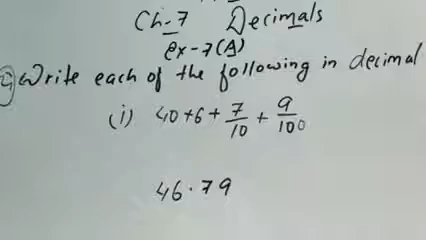 Ch-7 Decimals
ex-7(A)
Write each of the following in decimal
(i) 40+6+7/10+9/100
46.79